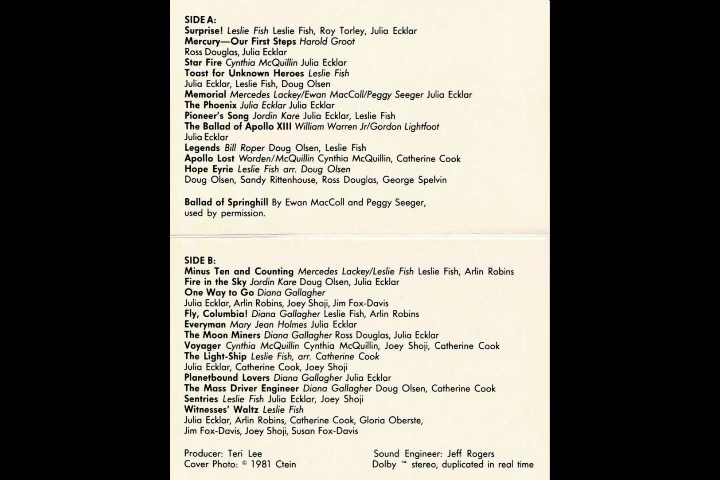 SIDE A:
Surprise! Leslie Fish Leslie Fish, Roy Torley, Julia Ecklar
Mercury—Our First Steps Harold Groot
Ross Douglas, Julia Ecklar
Star Fire Cynthia McQuillin Julia Ecklar
Toast for Unknown Heroes Leslie Fish
Julia Ecklar, Leslie Fish, Doug Olsen
Memorial Mercedes Lackey/Ewan MacColl/Peggy Seeger Julia Ecklar
The Phoenix Julia Ecklar Julia Ecklar
Pioneer's Song Jordin Kare Julia Ecklar, Leslie Fish
The Ballad of Apollo XIII William Warren Jr/Gordon Lightfoot
Julia Ecklar
Legends Bill Roper Doug Olsen, Leslie Fish
Apollo Lost Worden/McQuillin Cynthia McQuillin, Catherine Cook
Hope Eyrie Leslie Fish arr. Doug Olsen
Doug Olsen, Sandy Rittenhouse, Ross Douglas, George Spelvin
Ballad of Springhill By Ewan MacColl and Peggy Seeger,
used by permission.
SIDE B:
Minus Ten and Counting Mercedes Lackey/Leslie Fish Leslie Fish, Arlin Robins
Fire in the Sky Jordin Kare Doug Olsen, Julia Ecklar
One Way to Go Diana Gallagher
Julia Ecklar, Arlin Robins, Joey Shoji, Jim Fox-Davis
Fly, Columbia! Diana Gallagher Leslie Fish, Arlin Robins
Everyman Mary Jean Holmes Julia Ecklar
The Moon Miners Diana Gallagher Ross Douglas, Julia Ecklar
Voyager Cynthia McQuillin Cynthia McQuillin, Joey Shoji, Catherine Cook
The Light-Ship Leslie Fish, arr. Catherine Cook
Julia Ecklar, Catherine Cook, Joey Shoji
Planetbound Lovers Diana Gallagher Julia Ecklar
The Mass Driver Engineer Diana Gallagher Doug Olsen, Catherine Cook
Sentries Leslie Fish Julia Ecklar, Joey Shoji
Witnesses' Waltz Leslie Fish
Julia Ecklar, Arlin Robins, Catherine Cook, Gloria Oberste,
Jim Fox-Davis, Joey Shoji, Susan Fox-Davis
Producer: Teri Lee Sound Engineer: Jeff Rogers
Cover Photo: © 1981 Ctein Dolby ™ stereo, duplicated in real time